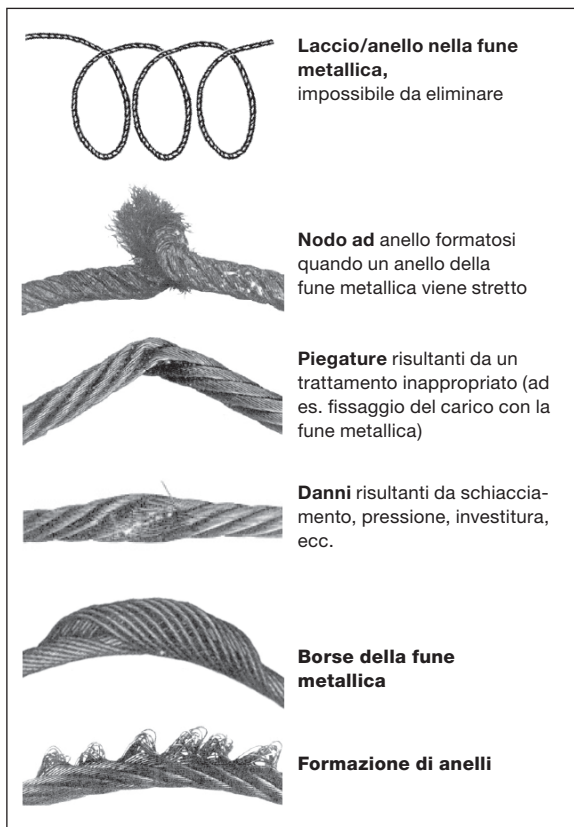 Laccio/anello nella fune
metallica,
impossibile da eliminare
Nodo ad anello formatosi
quando un anello della
fune metallica viene stretto
Piegature risultanti da un
trattamento inappropriato (ad
es. fissaggio del carico con la
fune metallica)
Danni risultanti da schiaccia-
mento, pressione, investitura,
ecc.
Borse della fune
metallica
Formazione di anelli